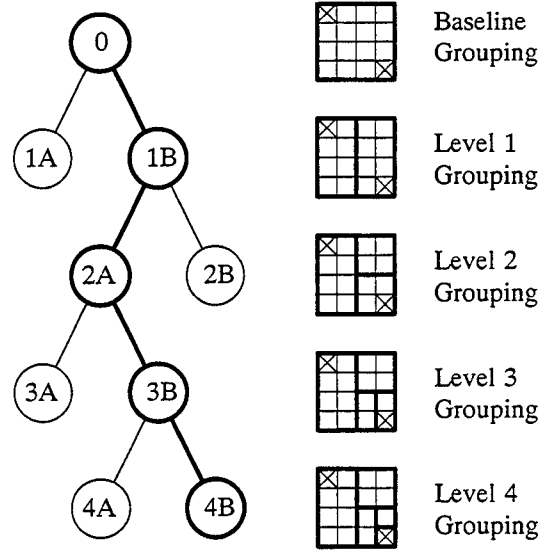 0
Baseline
Grouping
1A
1B
Level 1
Grouping
2A
2B
Level 2
Grouping
3A
3B
Level 3
Grouping
4A
4B
Level 4
Grouping